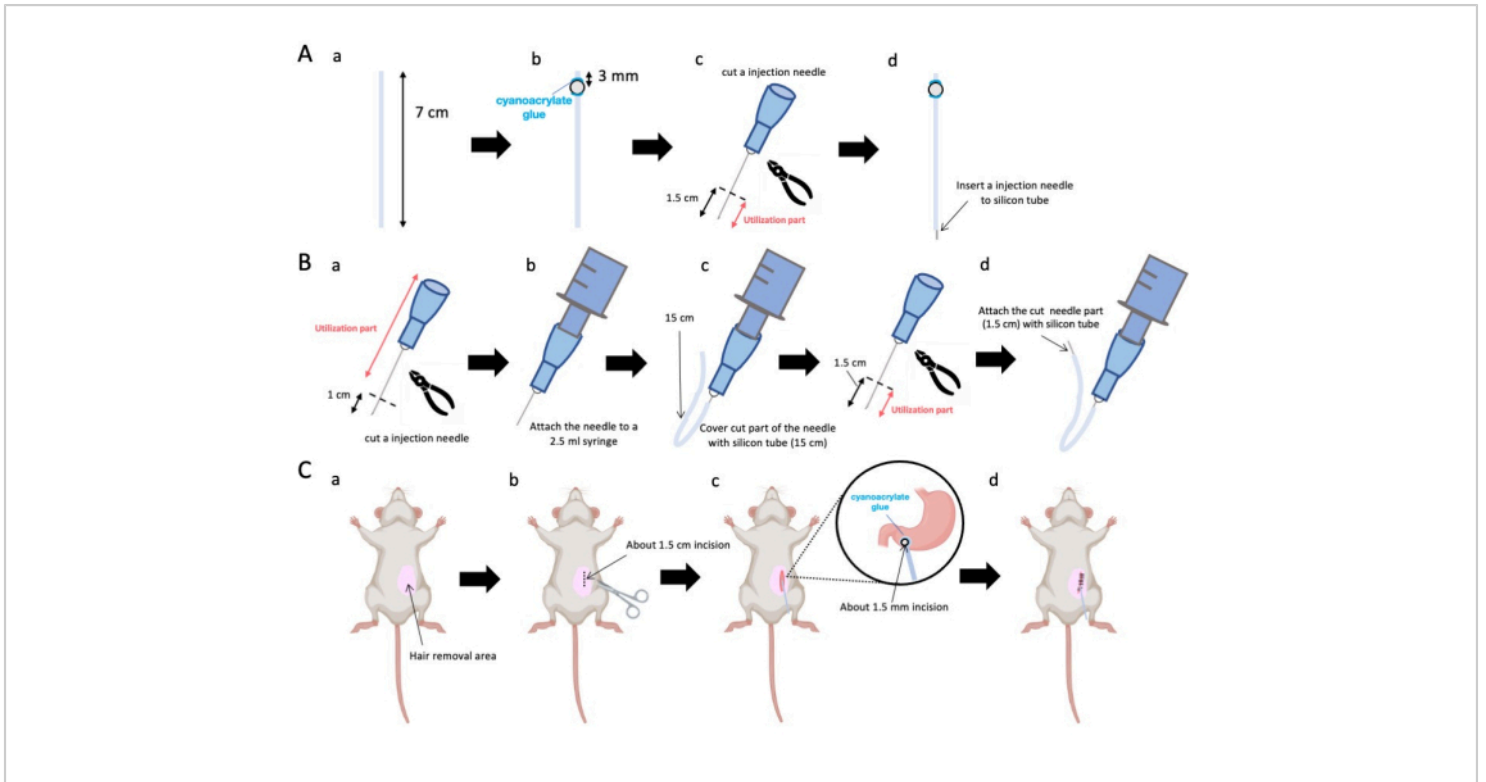 A
a
b
c
d
7 cm
3 mm
cyanoacrylate
glue
cut a injection needle
1.5 cm
Utilization part
Insert a injection needle
to silicon tube
B
a
b
c
d
Utilization part
1 cm
cut a injection needle
Attach the needle to a
2.5 ml syringe
15 cm
Cover cut part of the needle
with silicon tube (15 cm)
1.5 cm
Utilization part
Attach the cut needle part
(1.5 cm) with silicon tube
C
a
b
c
d
Hair removal area
About 1.5 cm incision
cyanoacrylate
glue
About 1.5 mm incision